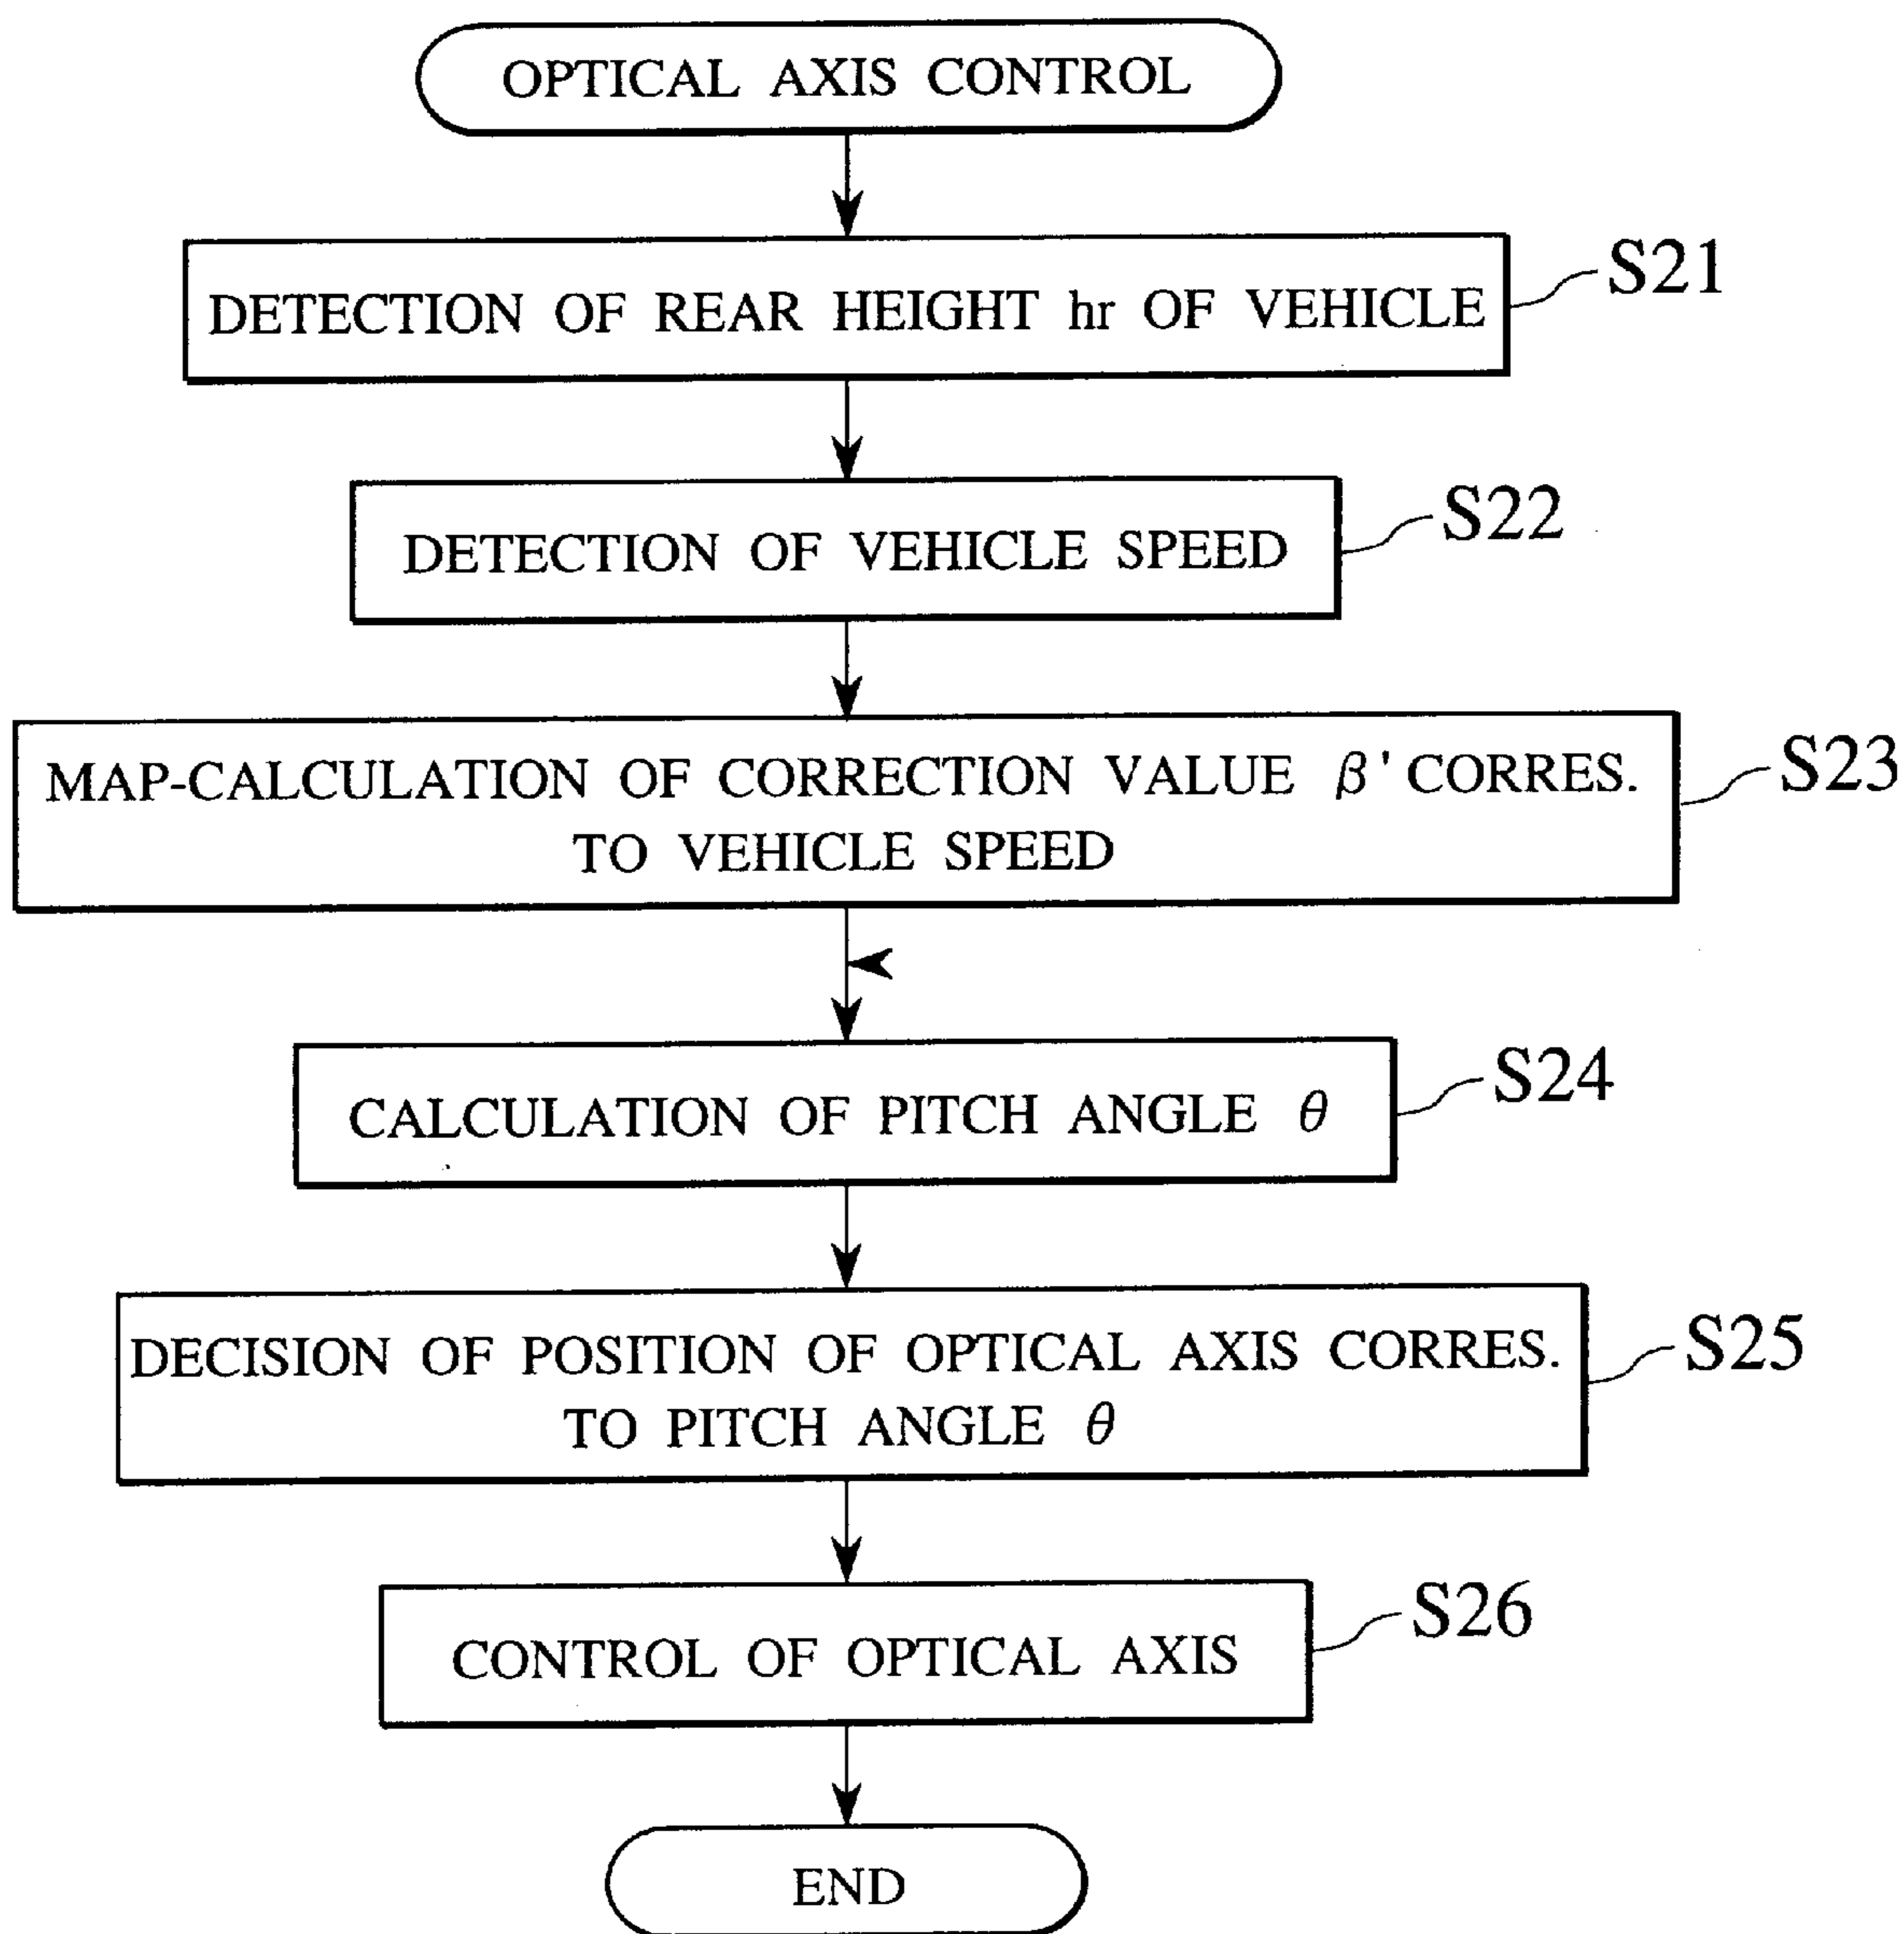 OPTICAL AXIS CONTROL
DETECTION OF REAR HEIGHT hr OF VEHICLE
S21
DETECTION OF VEHICLE SPEED
S22
MAP-CALCULATION OF CORRECTION VALUE β' CORRES.
TO VEHICLE SPEED
S23
CALCULATION OF PITCH ANGLE θ
S24
DECISION OF POSITION OF OPTICAL AXIS CORRES.
TO PITCH ANGLE θ
S25
CONTROL OF OPTICAL AXIS
S26
END